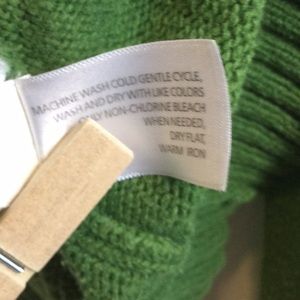 MACHINE WASH COLD GENTLE CYCLE,
WASH AND DRY WITH LIKE COLORS
NON-CHLORINE BLEACH
WHEN NEEDED,
DRY FLAT,
WARM IRON